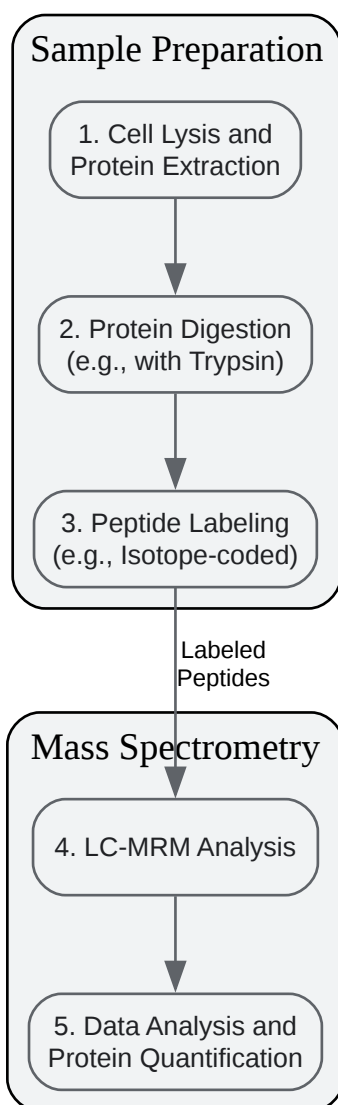 Sample Preparation
1. Cell Lysis and
Protein Extraction
2. Protein Digestion
(e.g., with Trypsin)
3. Peptide Labeling
(e.g., Isotope-coded)
Labeled
Peptides
Mass Spectrometry
4. LC-MRM Analysis
5. Data Analysis and
Protein Quantification